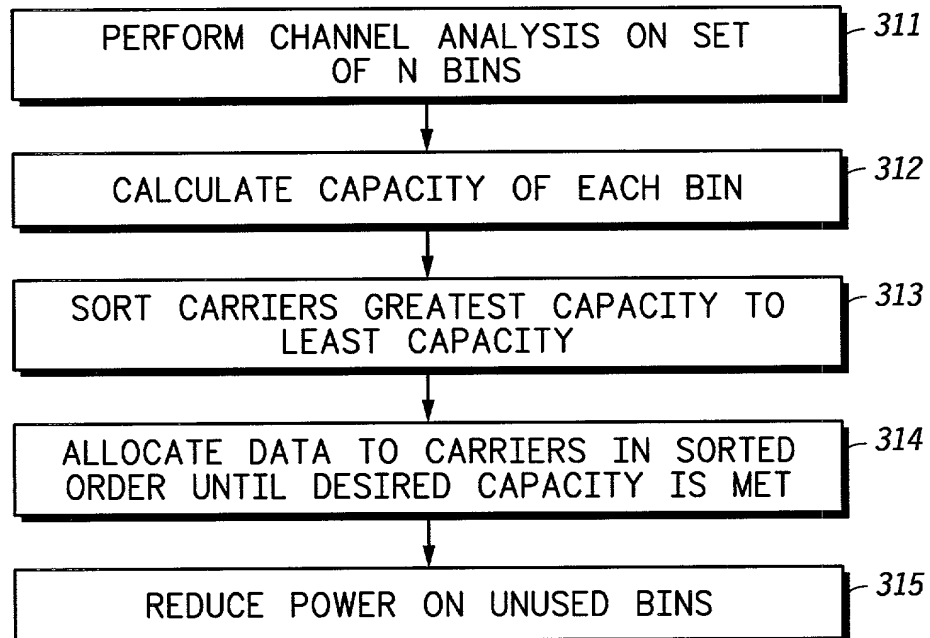 PERFORM CHANNEL ANALYSIS ON SET
OF N BINS
311
CALCULATE CAPACITY OF EACH BIN
312
SORT CARRIERS GREATEST CAPACITY TO
LEAST CAPACITY
313
ALLOCATE DATA TO CARRIERS IN SORTED
ORDER UNTIL DESIRED CAPACITY IS MET
314
REDUCE POWER ON UNUSED BINS
315